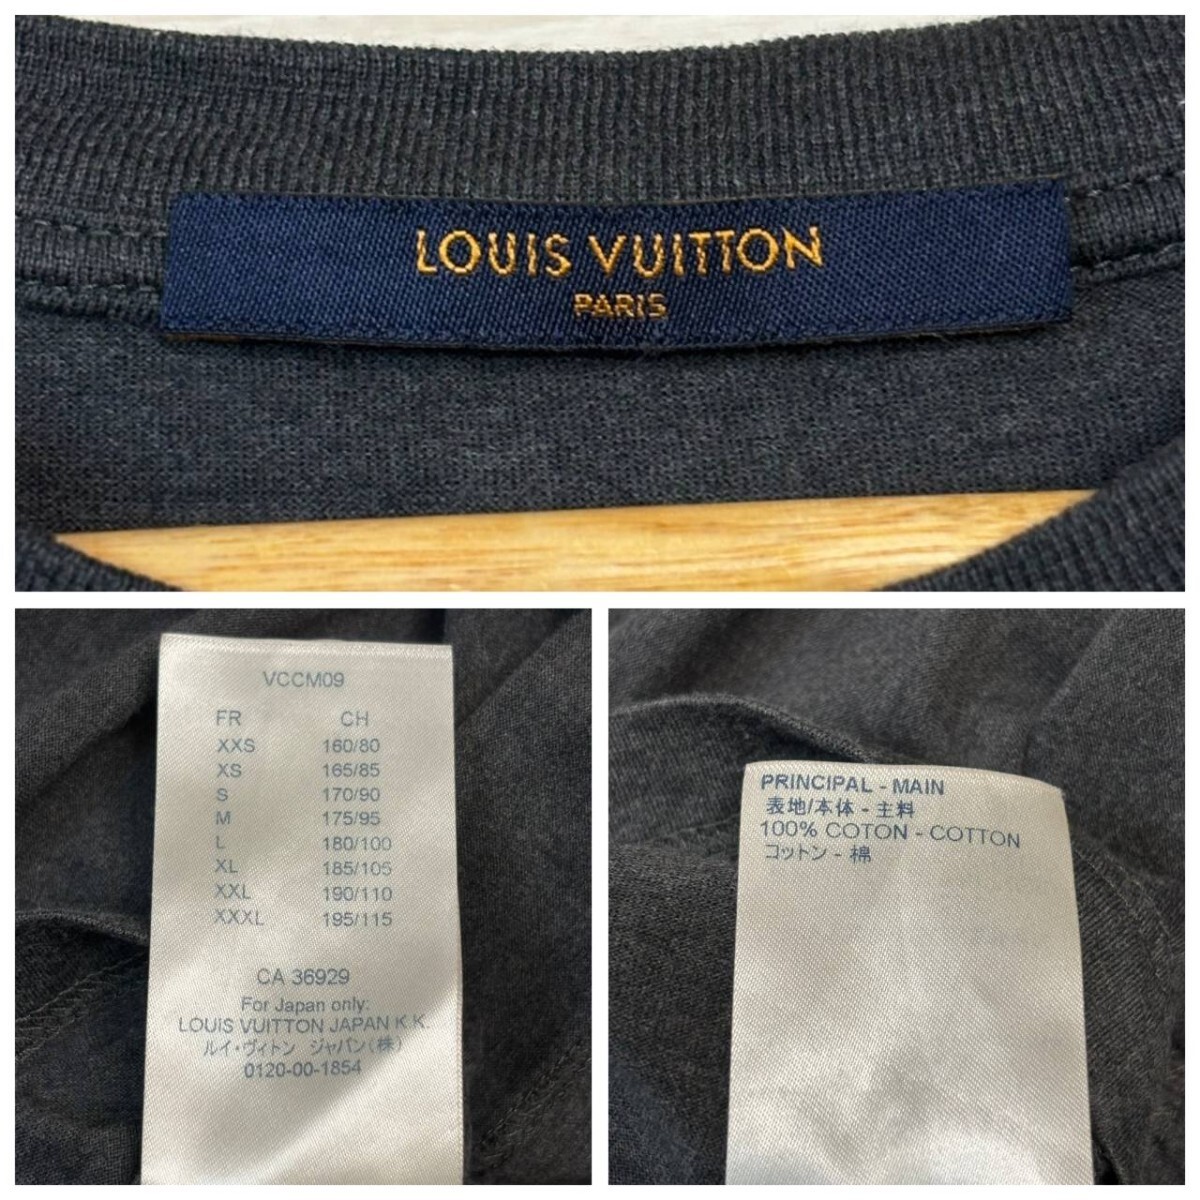 LOUIS VUITTON
PARIS
VCCM09
FR CH
XXS 160/80
XS 165/85
S 170/90
M 175/95
L 180/100
XL 185/105
XXL 190/110
XXXL 195/115
CA 36929
For Japan only:
LOUIS VUITTON JAPAN K.K.
ルイ・ヴィトン ジャパン(株)
0120-00-1854
PRINCIPAL - MAIN
表地/本体 - 主料
100% COTON - COTTON
コットン - 棉